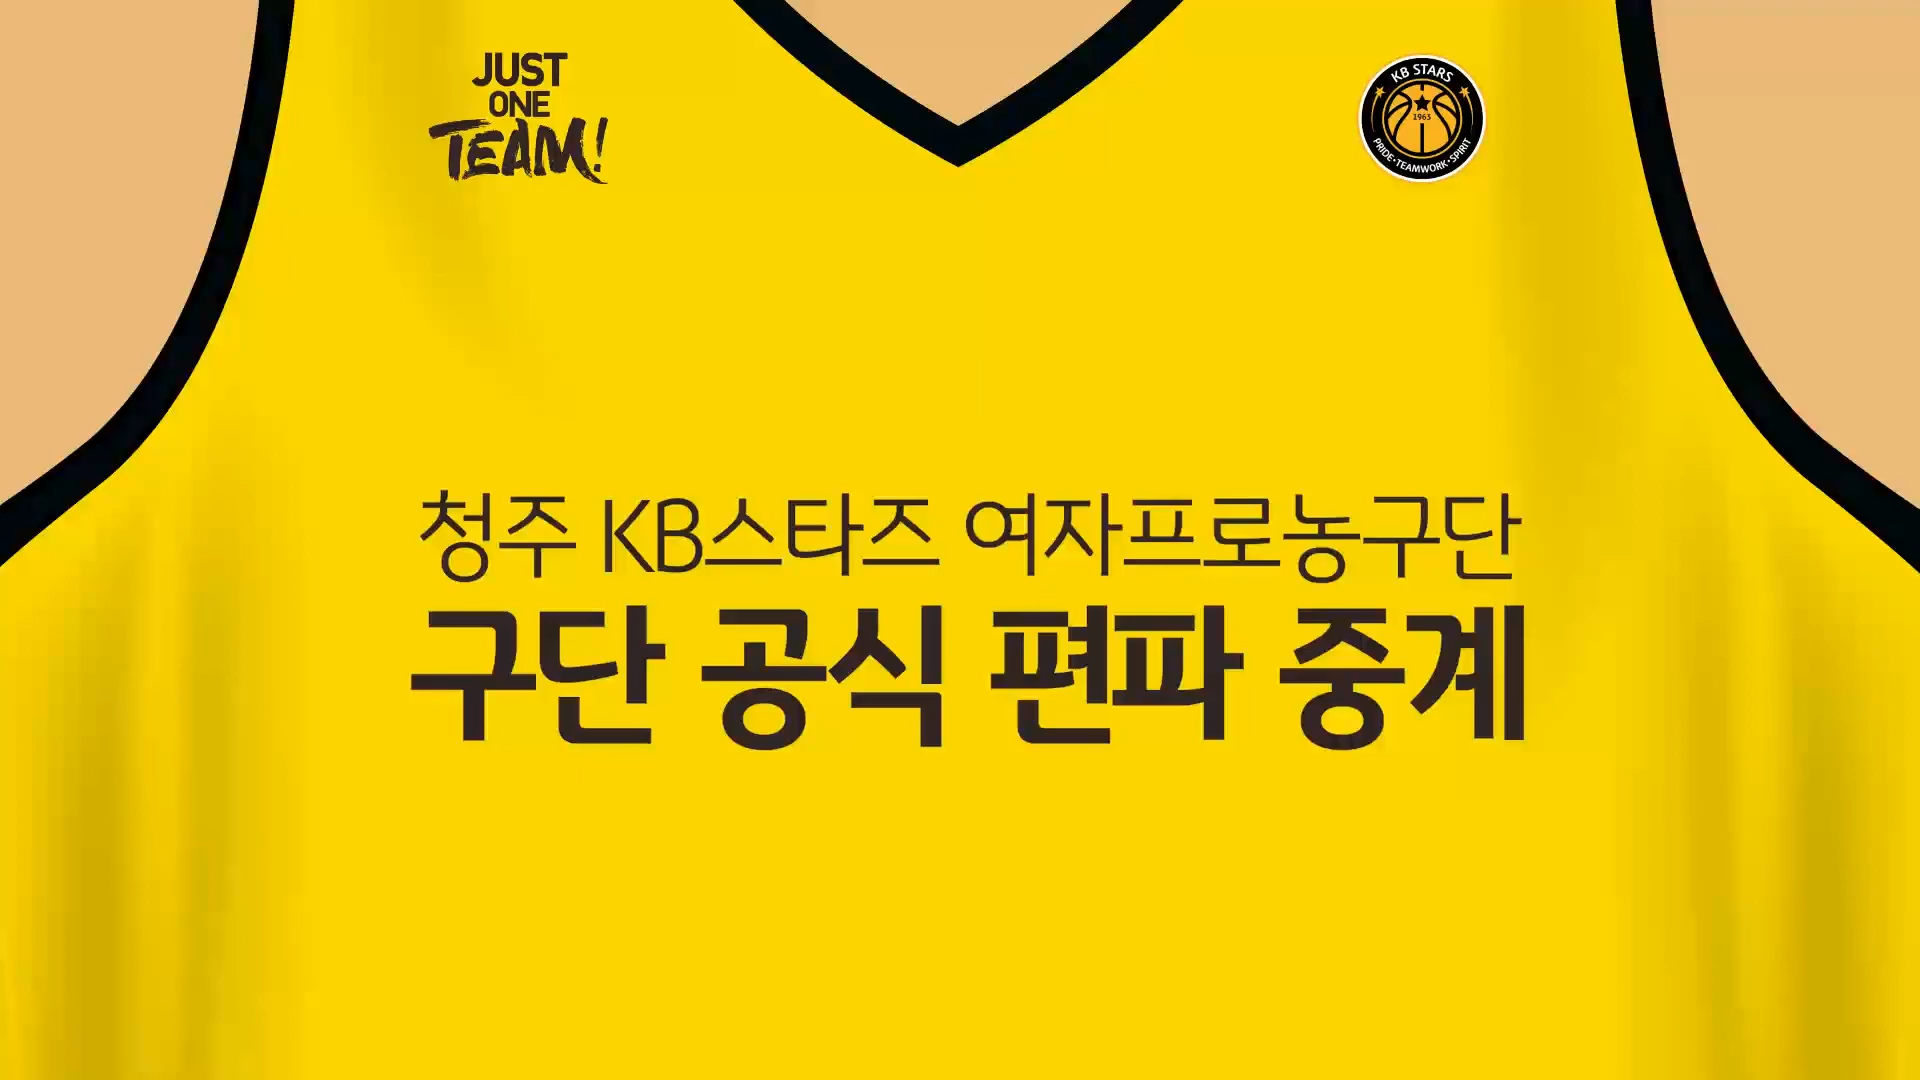 JUST
ONE
TEAM!
KB STARS
1963
PRIDE·TEAMWORK·SPIRIT
청주 KB스타즈 여자프로농구단
구단 공식 편파 중계